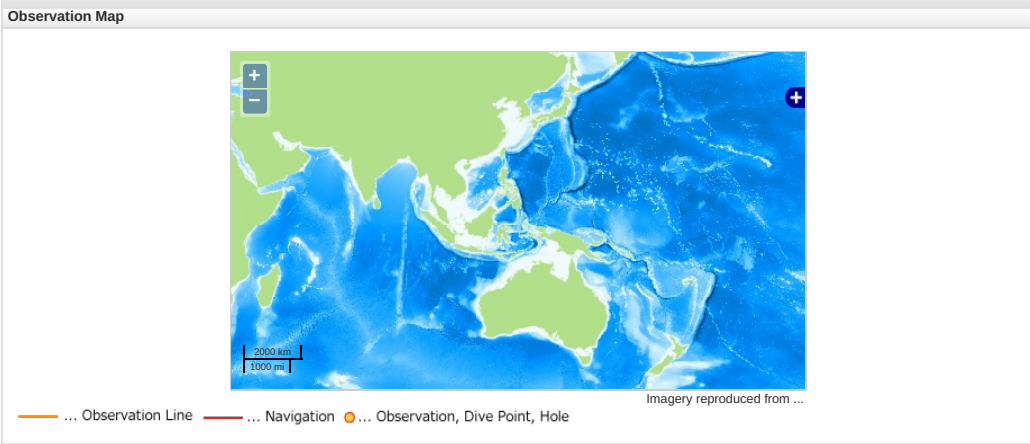 Observation Map
+
−
+
2000 km
1000 mi
Imagery reproduced from ...
... Observation Line ... Navigation ... Observation, Dive Point, Hole